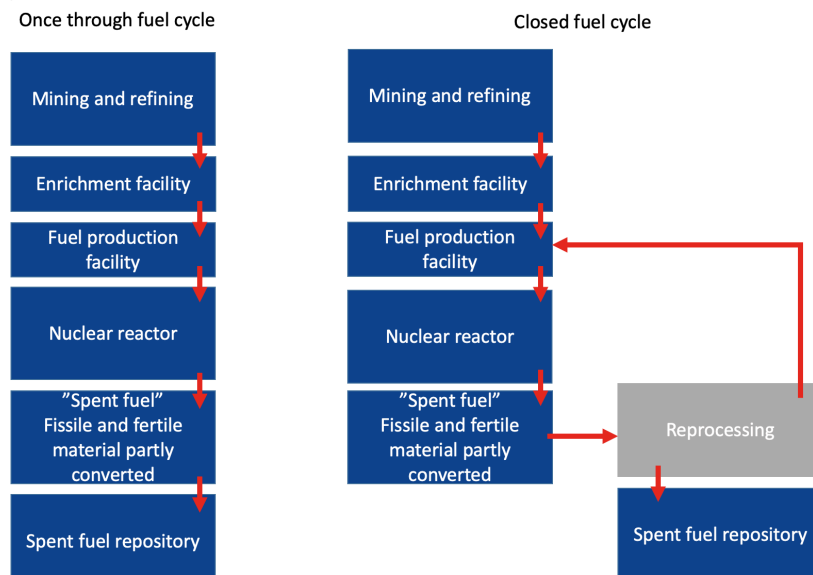 Once through fuel cycle
Mining and refining
Enrichment facility
Fuel production
facility
Nuclear reactor
”Spent fuel”
Fissile and fertile
material partly
converted
Spent fuel repository
Closed fuel cycle
Mining and refining
Enrichment facility
Fuel production
facility
Nuclear reactor
”Spent fuel”
Fissile and fertile
material partly
converted
Reprocessing
Spent fuel repository